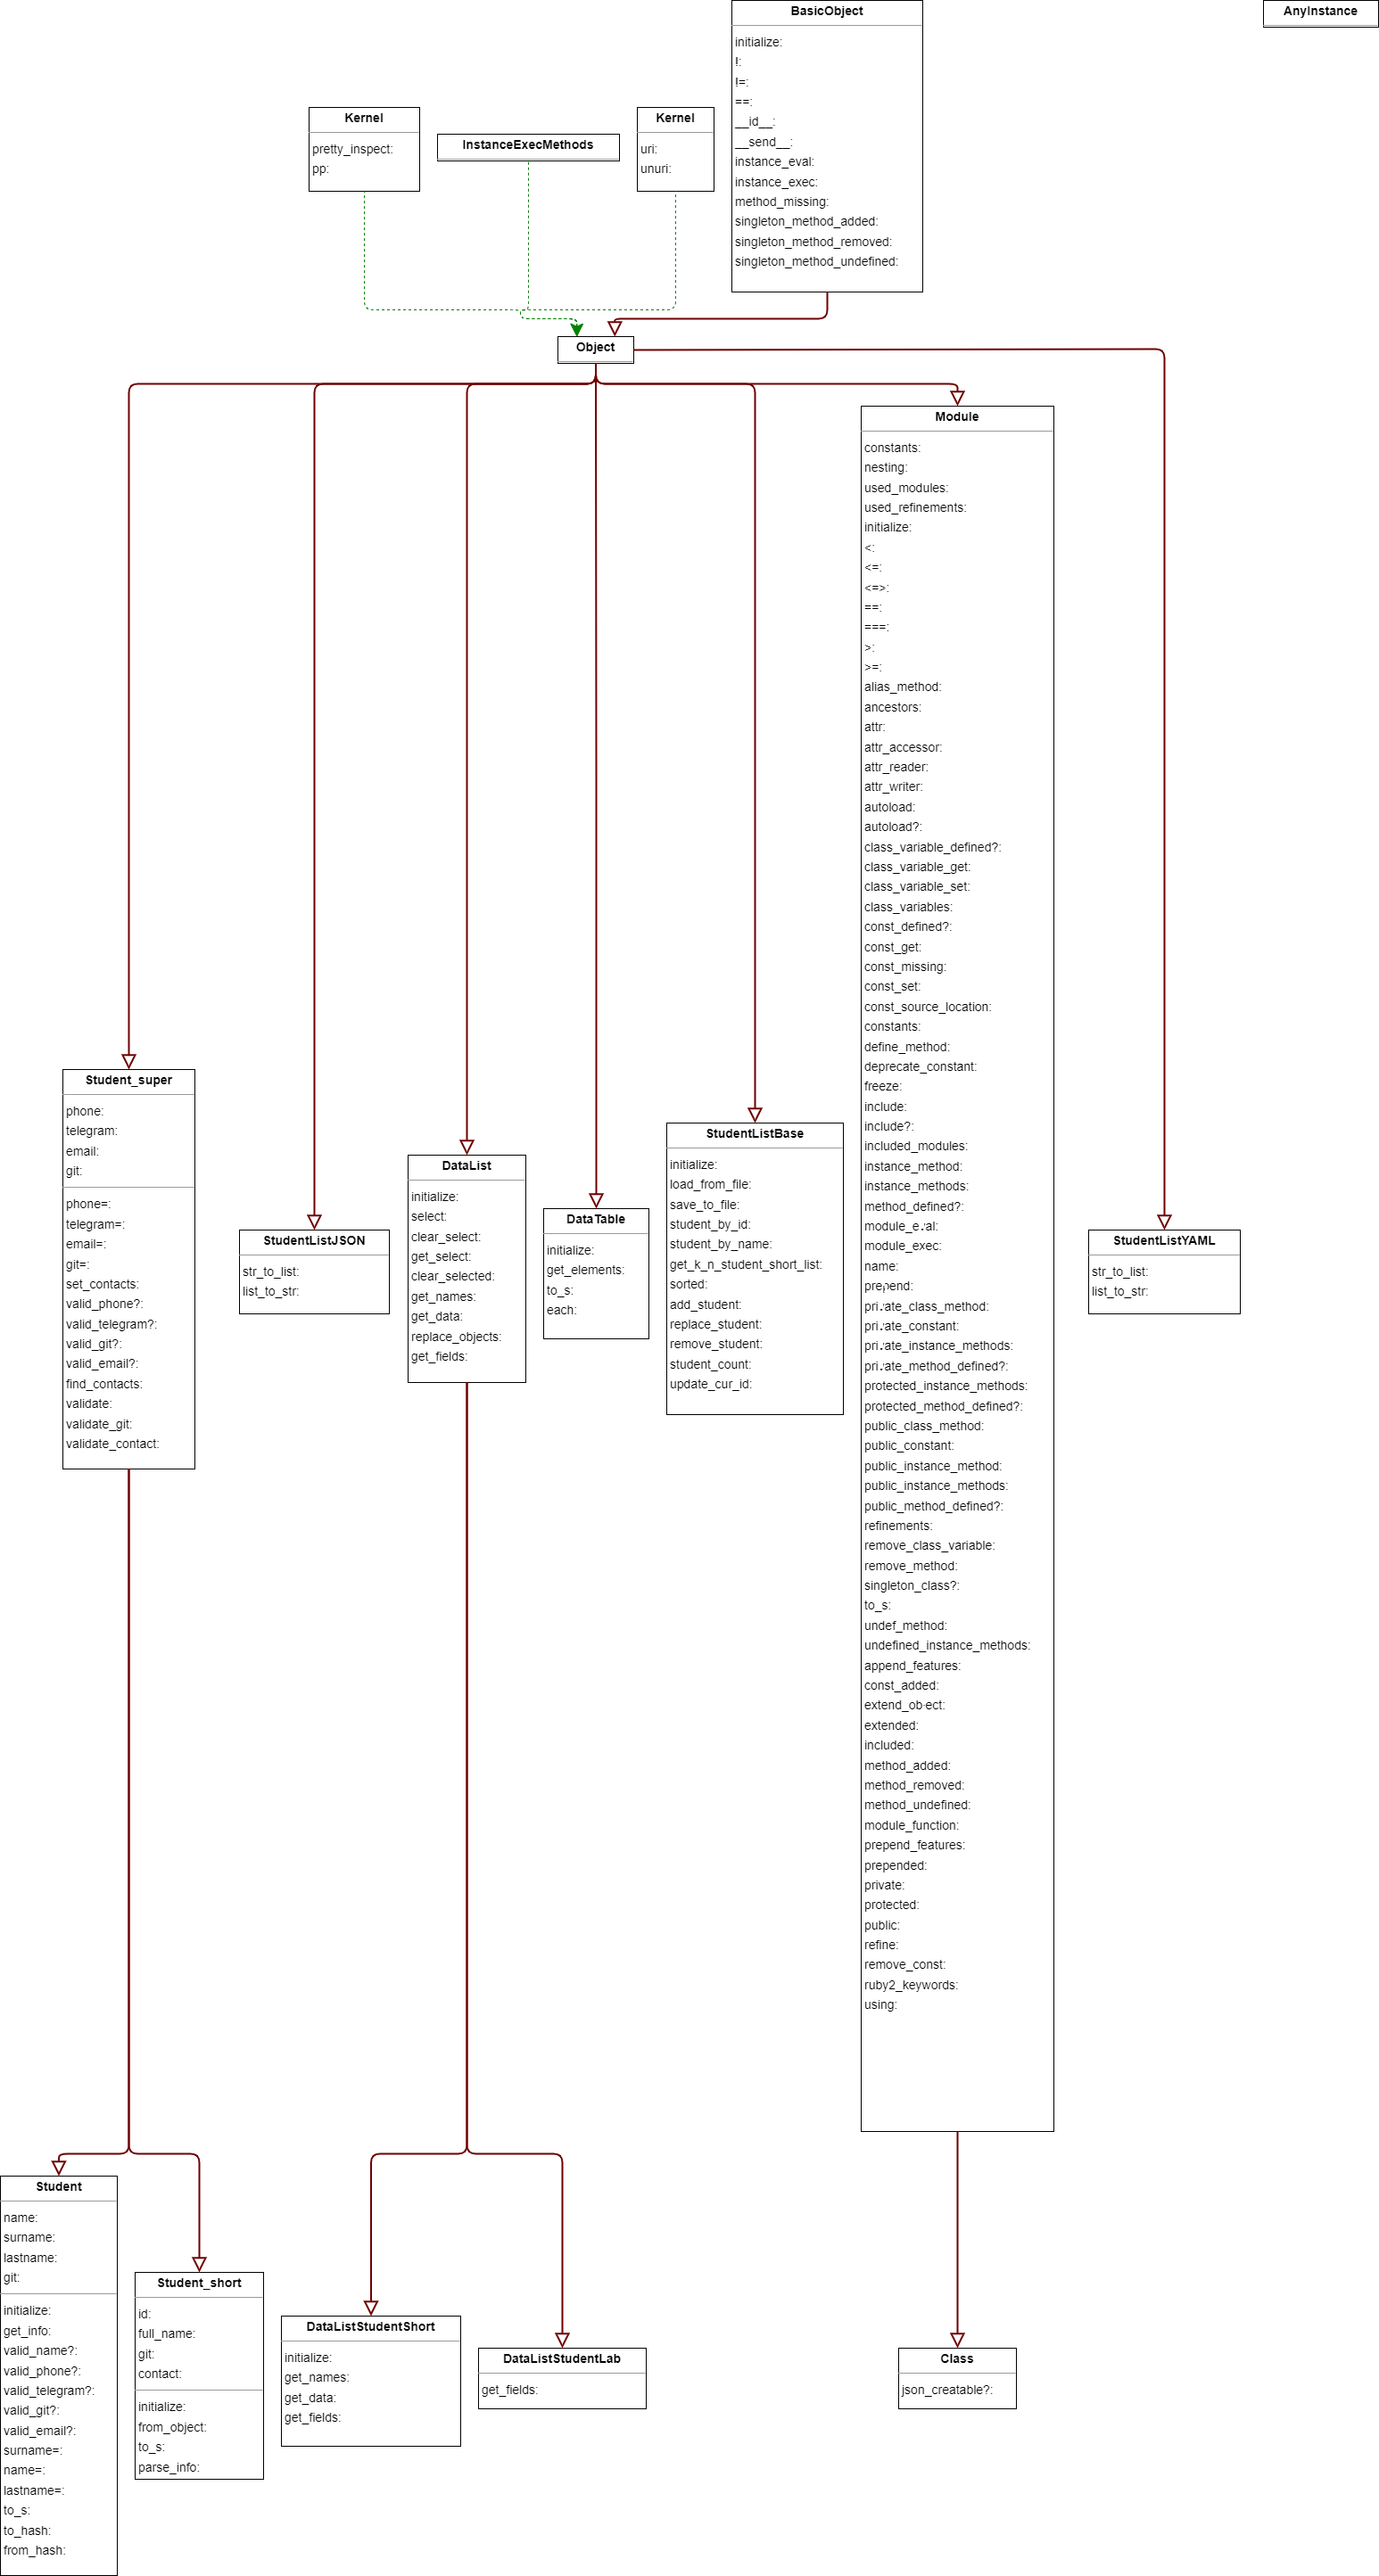 BasicObject
initialize:
!:
!=:
==:
__id__:
__send__:
instance_eval:
instance_exec:
method_missing:
singleton_method_added:
singleton_method_removed:
singleton_method_undefined:
AnyInstance
Kernel
pretty_inspect:
pp:
InstanceExecMethods
Kernel
uri:
unuri:
Object
Module
constants:
nesting:
used_modules:
used_refinements:
initialize:
<:
<=:
<=>:
==:
===:
>:
>=:
alias_method:
ancestors:
attr:
attr_accessor:
attr_reader:
attr_writer:
autoload:
autoload?:
class_variable_defined?:
class_variable_get:
class_variable_set:
class_variables:
const_defined?:
const_get:
const_missing:
const_set:
const_source_location:
constants:
define_method:
deprecate_constant:
freeze:
include:
include?:
included_modules:
instance_method:
instance_methods:
method_defined?:
module_eval:
module_exec:
name:
prepend:
private_class_method:
private_constant:
private_instance_methods:
private_method_defined?:
protected_instance_methods:
protected_method_defined?:
public_class_method:
public_constant:
public_instance_method:
public_instance_methods:
public_method_defined?:
refinements:
remove_class_variable:
remove_method:
singleton_class?:
to_s:
undef_method:
undefined_instance_methods:
append_features:
const_added:
extend_object:
extended:
included:
method_added:
method_removed:
method_undefined:
module_function:
prepend_features:
prepended:
private:
protected:
public:
refine:
remove_const:
ruby2_keywords:
using:
Student_super
phone:
telegram:
email:
git:
phone=:
telegram=:
email=:
git=:
set_contacts:
valid_phone?:
valid_telegram?:
valid_git?:
valid_email?:
find_contacts:
validate:
validate_git:
validate_contact:
StudentListJSON
str_to_list:
list_to_str:
DataList
initialize:
select:
clear_select:
get_select:
clear_selected:
get_names:
get_data:
replace_objects:
get_fields:
DataTable
initialize:
get_elements:
to_s:
each:
StudentListBase
initialize:
load_from_file:
save_to_file:
student_by_id:
student_by_name:
get_k_n_student_short_list:
sorted:
add_student:
replace_student:
remove_student:
student_count:
update_cur_id:
StudentListYAML
str_to_list:
list_to_str:
Student
name:
surname:
lastname:
git:
initialize:
get_info:
valid_name?:
valid_phone?:
valid_telegram?:
valid_git?:
valid_email?:
surname=:
name=:
lastname=:
to_s:
to_hash:
from_hash:
Student_short
id:
full_name:
git:
contact:
initialize:
from_object:
to_s:
parse_info:
DataListStudentShort
initialize:
get_names:
get_data:
get_fields:
DataListStudentLab
get_fields:
Class
json_creatable?: